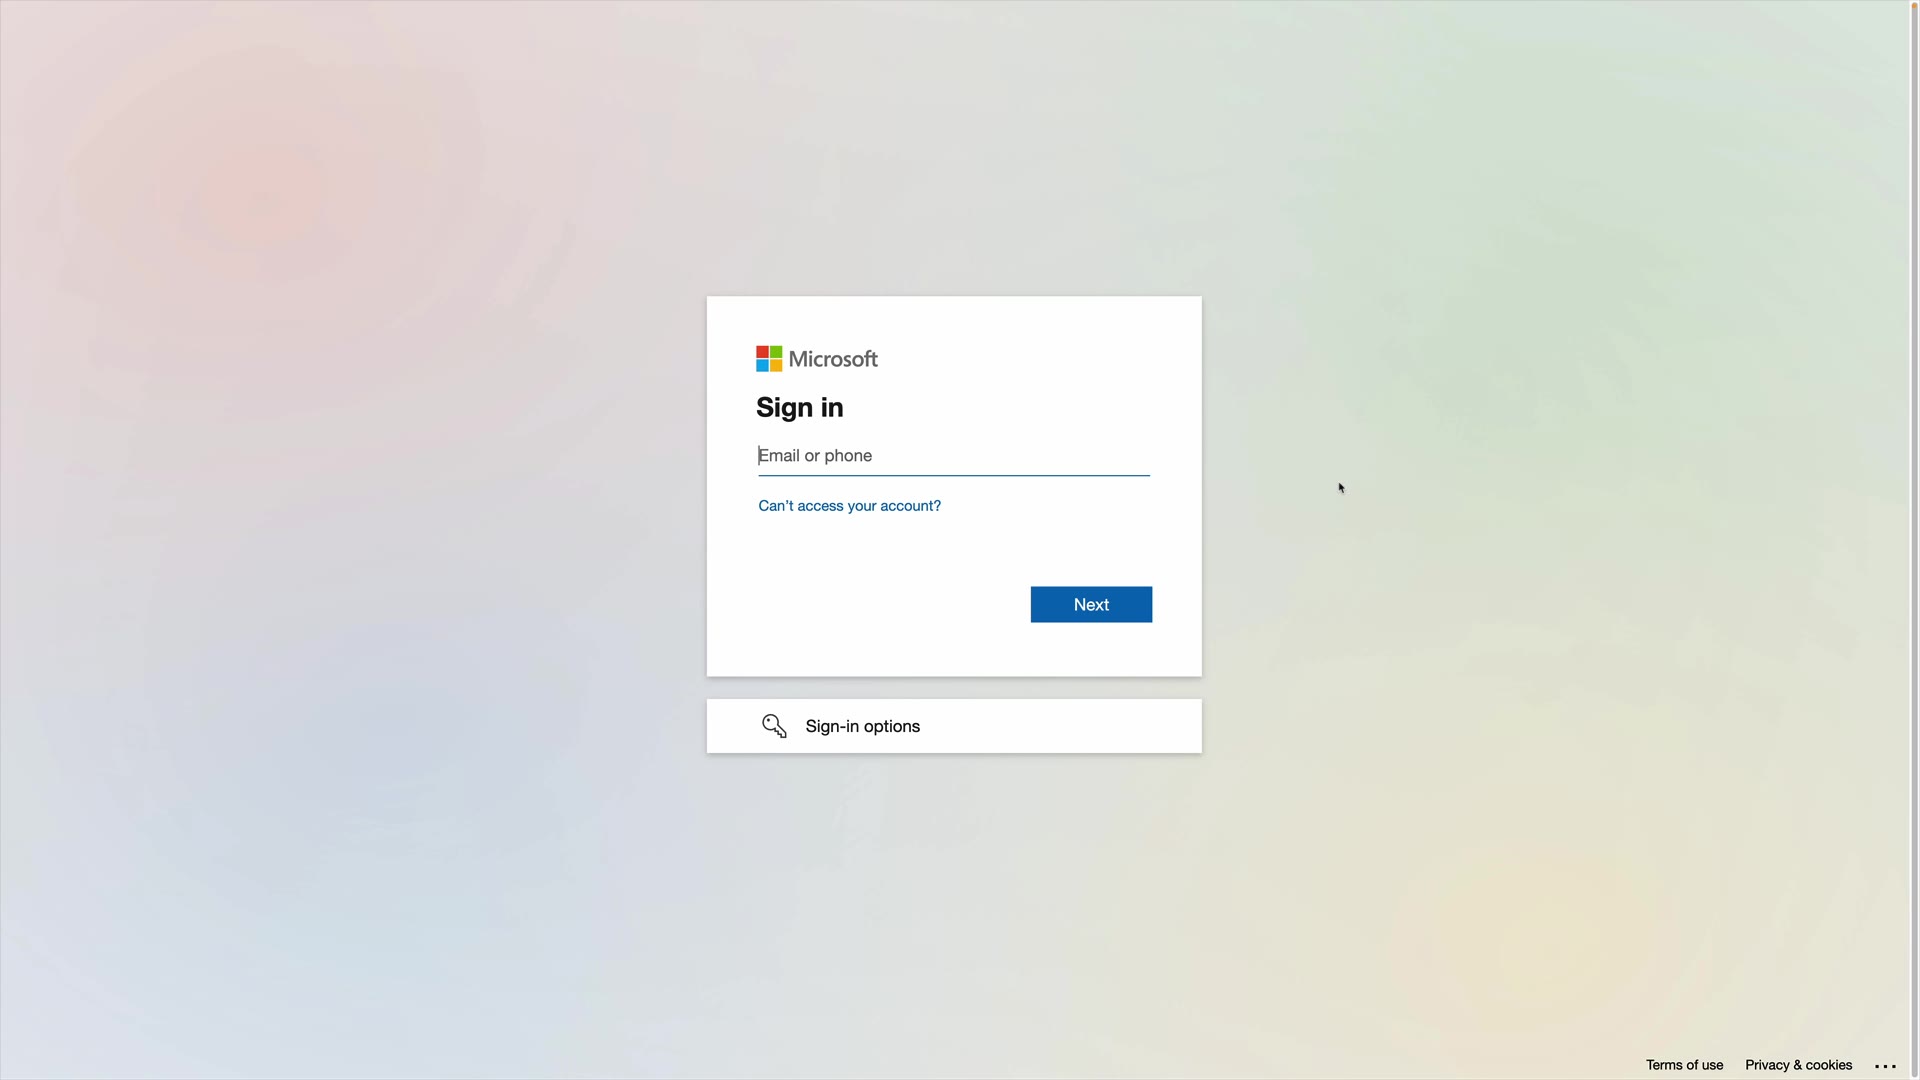 Microsoft
Sign in
Email or phone
Can't access your account?
Next
Sign-in options
Terms of use
Privacy & cookies
...